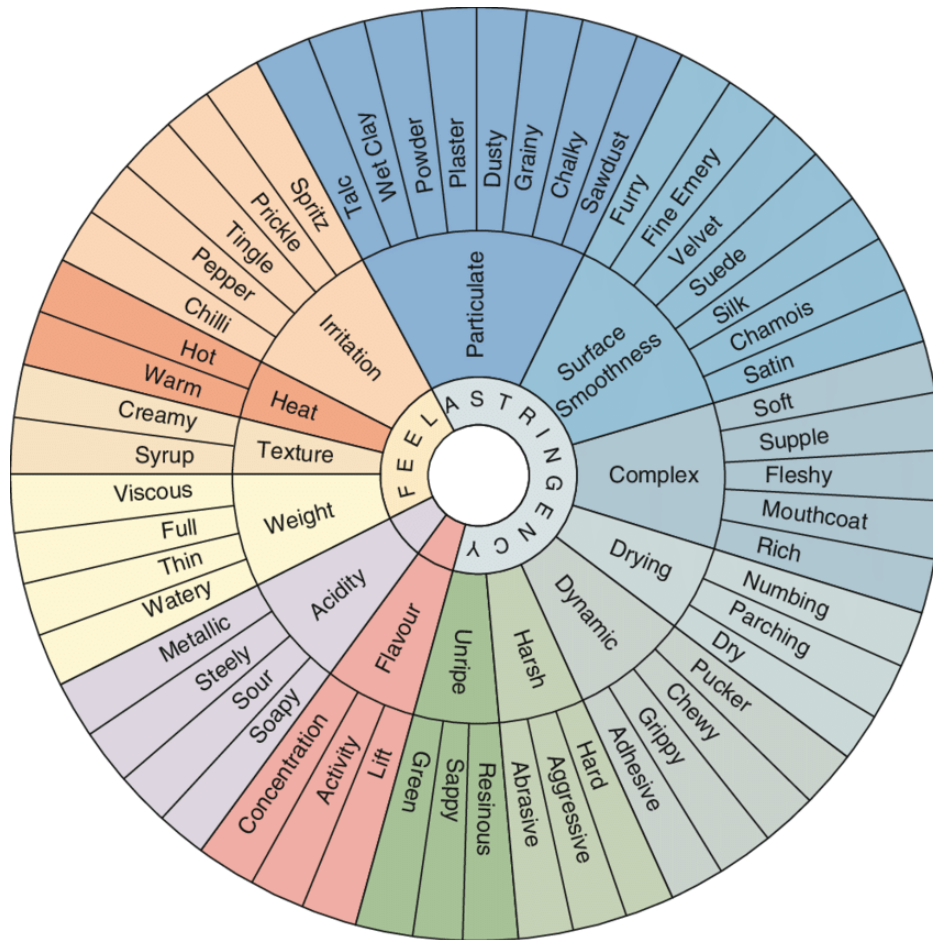 FEEL
ASTRINGENCY
Particulate
Talc
Wet Clay
Powder
Plaster
Dusty
Grainy
Chalky
Sawdust
Surface
Smoothness
Furry
Fine Emery
Velvet
Suede
Silk
Chamois
Satin
Complex
Soft
Supple
Fleshy
Mouthcoat
Rich
Drying
Numbing
Parching
Dry
Dynamic
Pucker
Chewy
Grippy
Adhesive
Harsh
Hard
Aggressive
Abrasive
Unripe
Resinous
Sappy
Green
Flavour
Lift
Activity
Concentration
Acidity
Soapy
Sour
Steely
Metallic
Weight
Watery
Thin
Full
Viscous
Texture
Syrup
Creamy
Heat
Warm
Hot
Irritation
Chilli
Pepper
Tingle
Prickle
Spritz